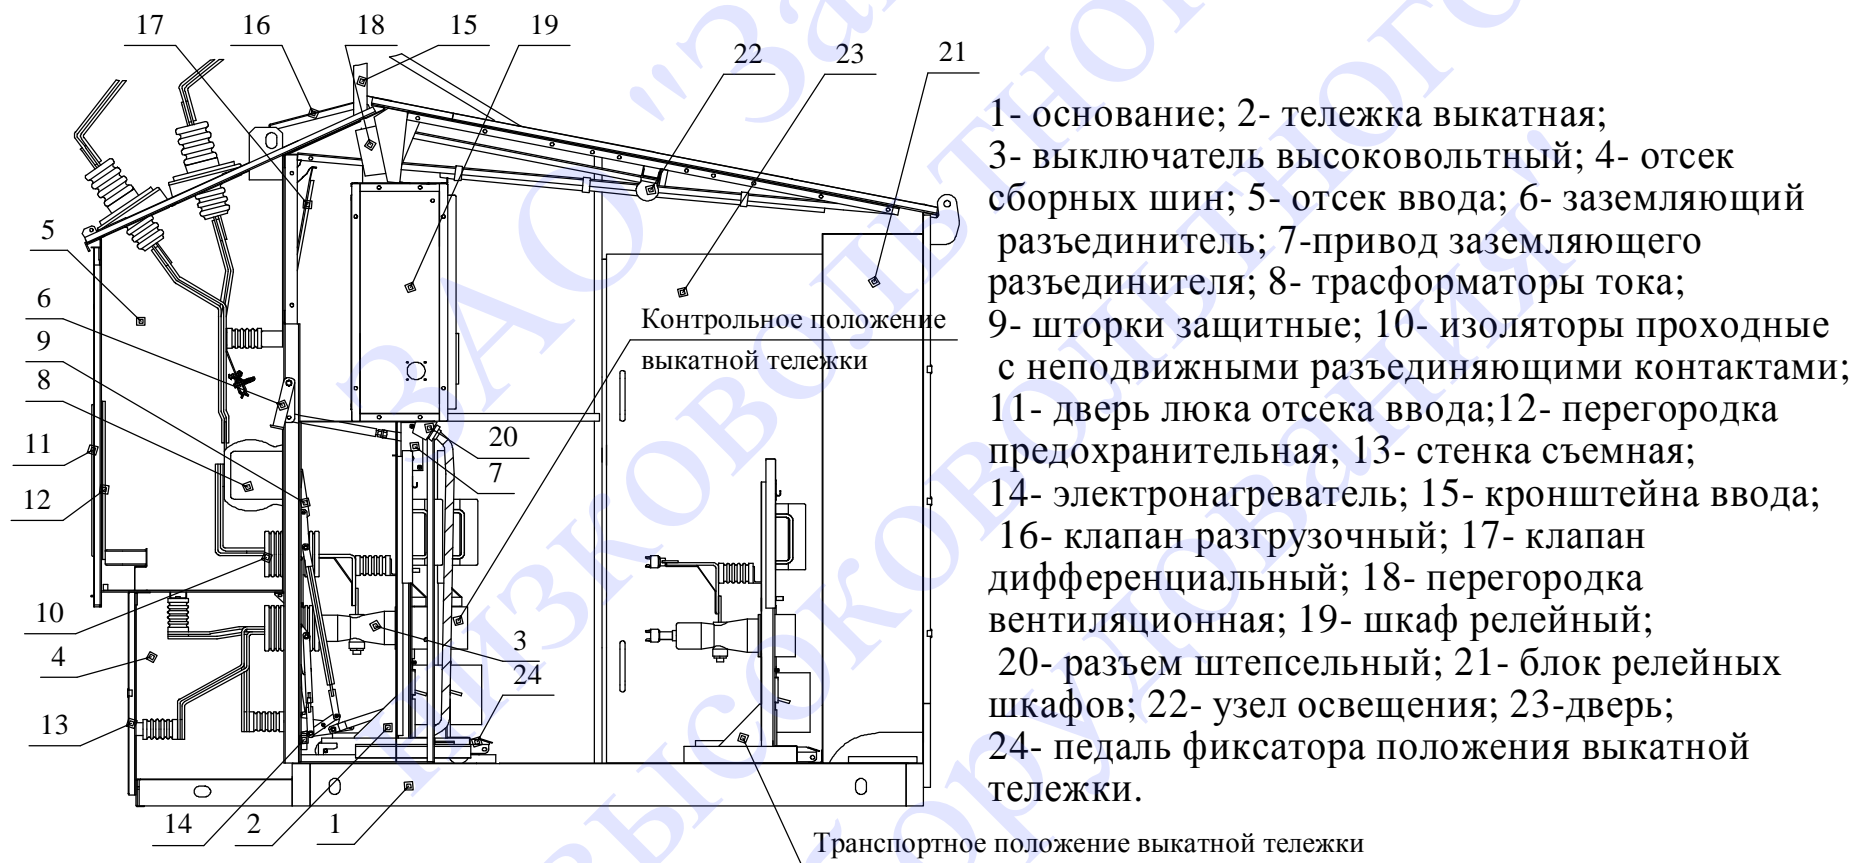 17
16
18
15
19
22
23
21
5
6
9
8
11
12
10
4
13
14
2
1
20
7
3
24
Контрольное положение
выкатной тележки
Транспортное положение выкатной тележки
1- основание; 2- тележка выкатная;
3- выключатель высоковольтный; 4- отсек
сборных шин; 5- отсек ввода; 6- заземляющий
разъединитель; 7-привод заземляющего
разъединителя; 8- трасформаторы тока;
9- шторки защитные; 10- изоляторы проходные
с неподвижными разъединяющими контактами;
11- дверь люка отсека ввода;12- перегородка
предохранительная; 13- стенка съемная;
14- электронагреватель; 15- кронштейна ввода;
16- клапан разгрузочный; 17- клапан
дифференциальный; 18- перегородка
вентиляционная; 19- шкаф релейный;
20- разъем штепсельный; 21- блок релейных
шкафов; 22- узел освещения; 23-дверь;
24- педаль фиксатора положения выкатной
тележки.